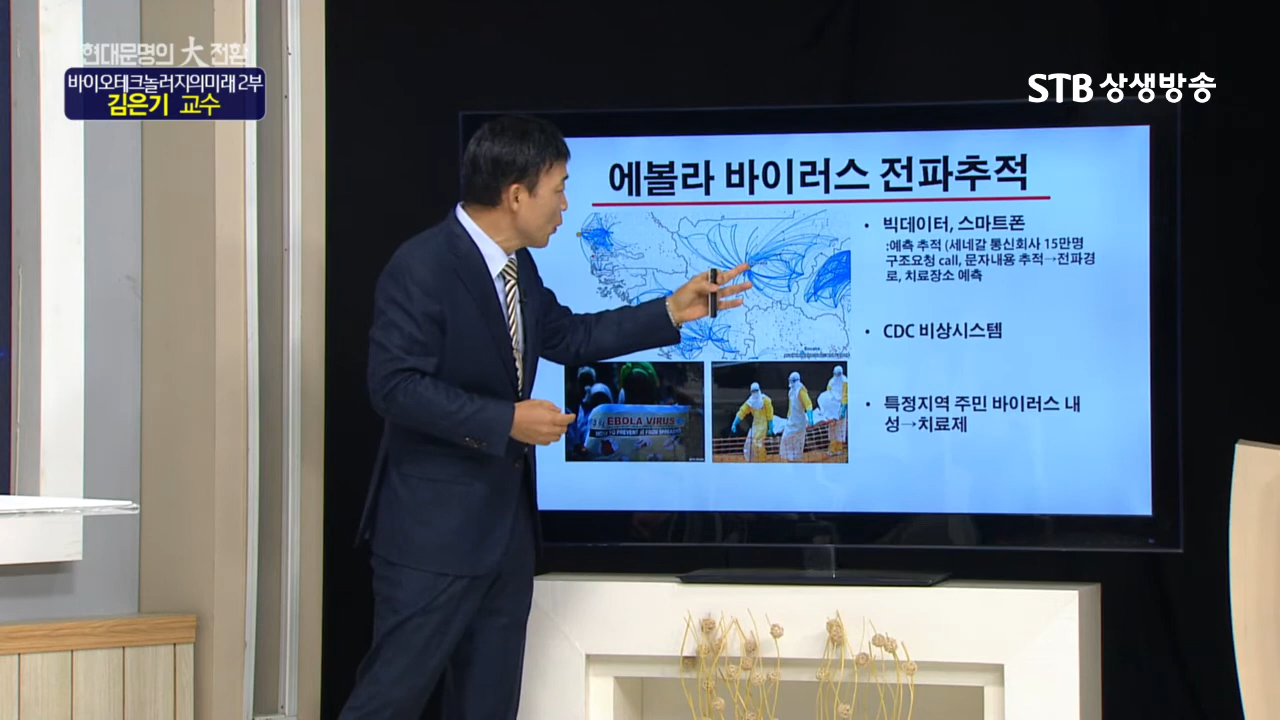 현대문명의 大 전환
바이오테크놀러지의미래 2부
김은기 교수
STB 상생방송
에볼라 바이러스 전파추적
• 빅데이터, 스마트폰
:예측 추적 (세네갈 통신회사 15만명
구조요청 call, 문자내용 추적→전파경
로, 치료장소 예측
• CDC 비상시스템
• 특정지역 주민 바이러스 내
성→치료제
EBOLA VIRUS